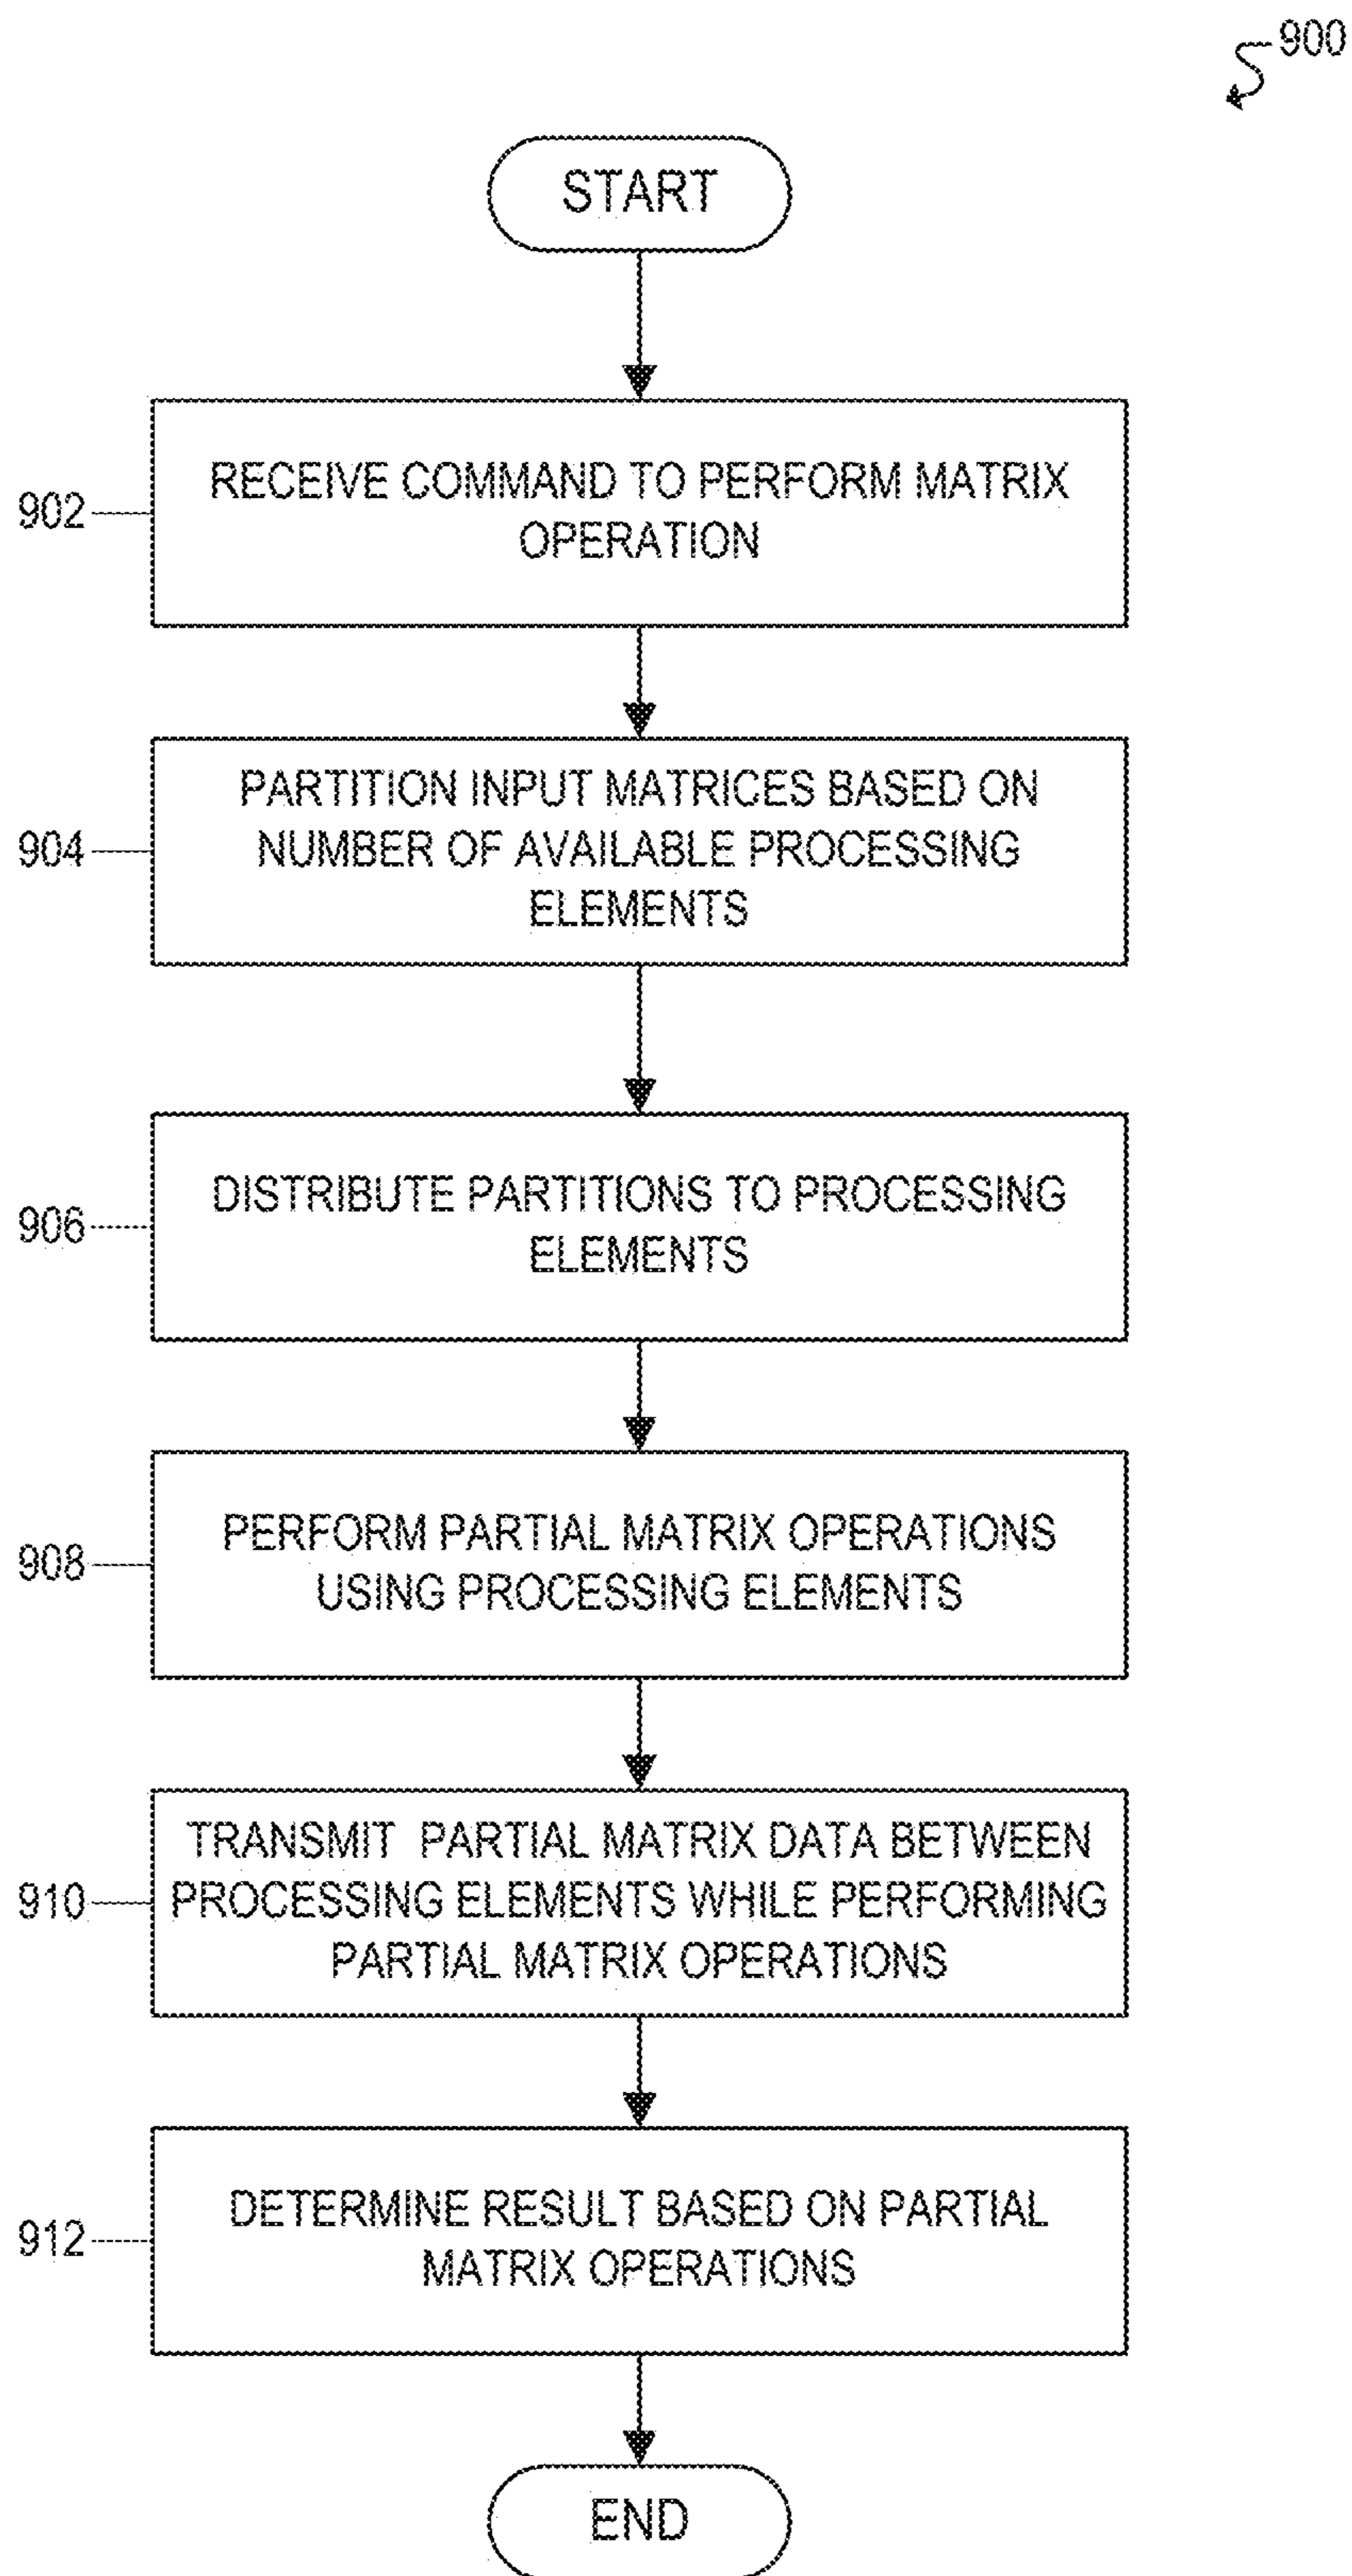 900
START
902
RECEIVE COMMAND TO PERFORM MATRIX
OPERATION
904
PARTITION INPUT MATRICES BASED ON
NUMBER OF AVAILABLE PROCESSING
ELEMENTS
906
DISTRIBUTE PARTITIONS TO PROCESSING
ELEMENTS
908
PERFORM PARTIAL MATRIX OPERATIONS
USING PROCESSING ELEMENTS
910
TRANSMIT PARTIAL MATRIX DATA BETWEEN
PROCESSING ELEMENTS WHILE PERFORMING
PARTIAL MATRIX OPERATIONS
912
DETERMINE RESULT BASED ON PARTIAL
MATRIX OPERATIONS
END